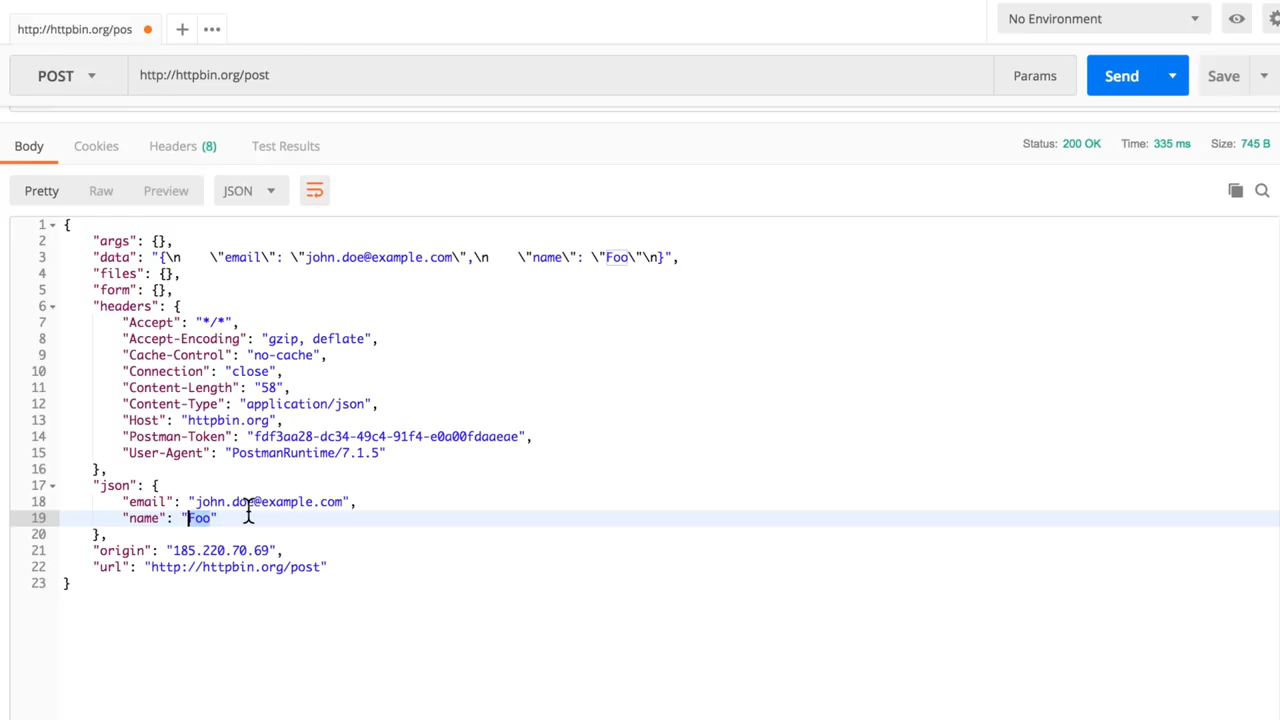 http://httpbin.org/pos
No Environment
POST
http://httpbin.org/post
Params
Send
Save
Body
Cookies
Headers (8)
Test Results
Status: 200 OK
Time: 335 ms
Size: 745 B
Pretty
Raw
Preview
JSON
1 {
2 "args": {},
3 "data": "{\n    \"email\": \"john.doe@example.com\",\n    \"name\": \"Foo\"\n}",
4 "files": {},
5 "form": {},
6 "headers": {
7 "Accept": "*/*",
8 "Accept-Encoding": "gzip, deflate",
9 "Cache-Control": "no-cache",
10 "Connection": "close",
11 "Content-Length": "58",
12 "Content-Type": "application/json",
13 "Host": "httpbin.org",
14 "Postman-Token": "fdf3aa28-dc34-49c4-91f4-e0a00fdaaeae",
15 "User-Agent": "PostmanRuntime/7.1.5"
16 },
17 "json": {
18 "email": "john.doe@example.com",
19 "name": "Foo"
20 },
21 "origin": "185.220.70.69",
22 "url": "http://httpbin.org/post"
23 }